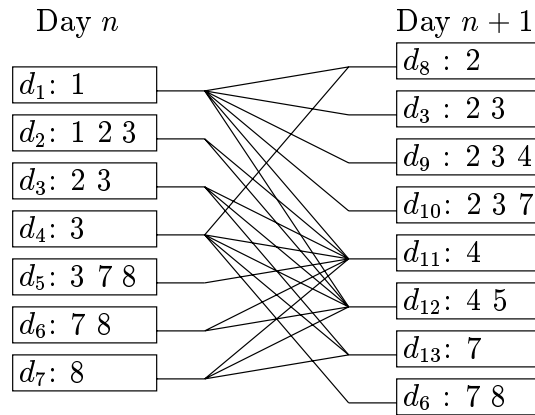 Day n
d1: 1
d2: 1 2 3
d3: 2 3
d4: 3
d5: 3 7 8
d6: 7 8
d7: 8
Day n + 1
d8 : 2
d3 : 2 3
d9 : 2 3 4
d10: 2 3 7
d11: 4
d12: 4 5
d13: 7
d6 : 7 8